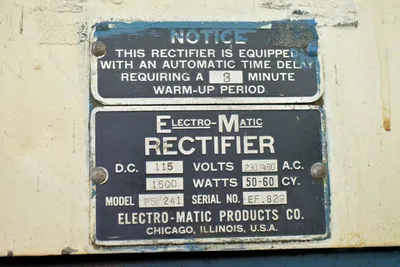 NOTICE
THIS RECTIFIER IS EQUIPPED
WITH AN AUTOMATIC TIME DELAY
REQUIRING A 3 MINUTE
WARM-UP PERIOD
ELECTRO-MATIC
RECTIFIER
D.C. 115 VOLTS 230/460 A.C.
1500 WATTS 50-60 CY.
MODEL PS/241 SERIAL NO. EF.829
ELECTRO-MATIC PRODUCTS CO.
CHICAGO, ILLINOIS, U.S.A.